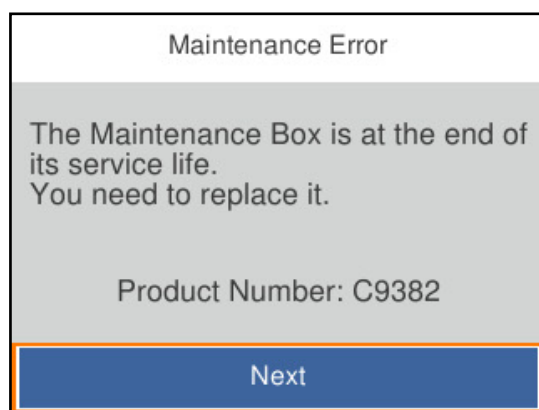 Maintenance Error
The Maintenance Box is at the end of
its service life.
You need to replace it.
Product Number: C9382
Next